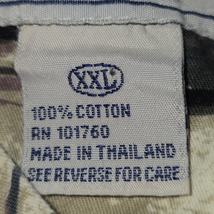 XXL
100% COTTON
RN 101760
MADE IN THAILAND
SEE REVERSE FOR CARE